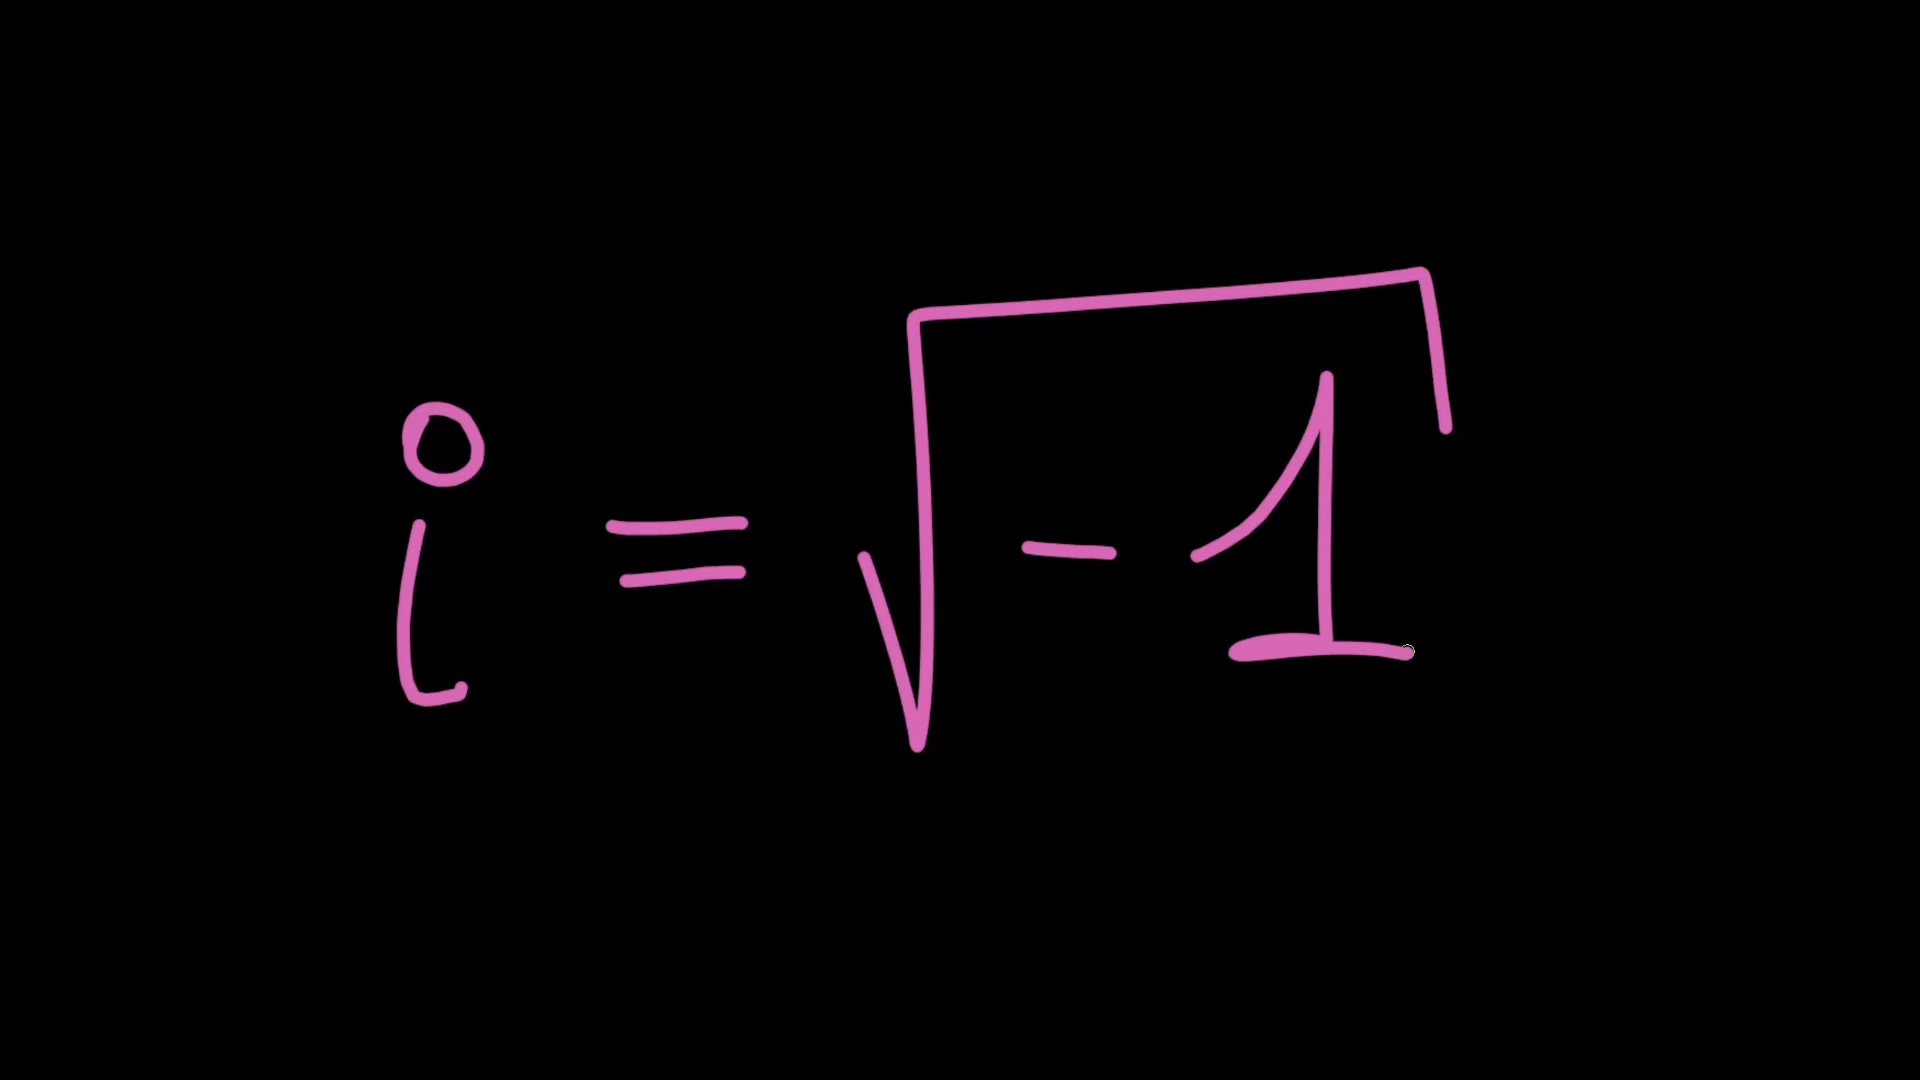 i = √-1